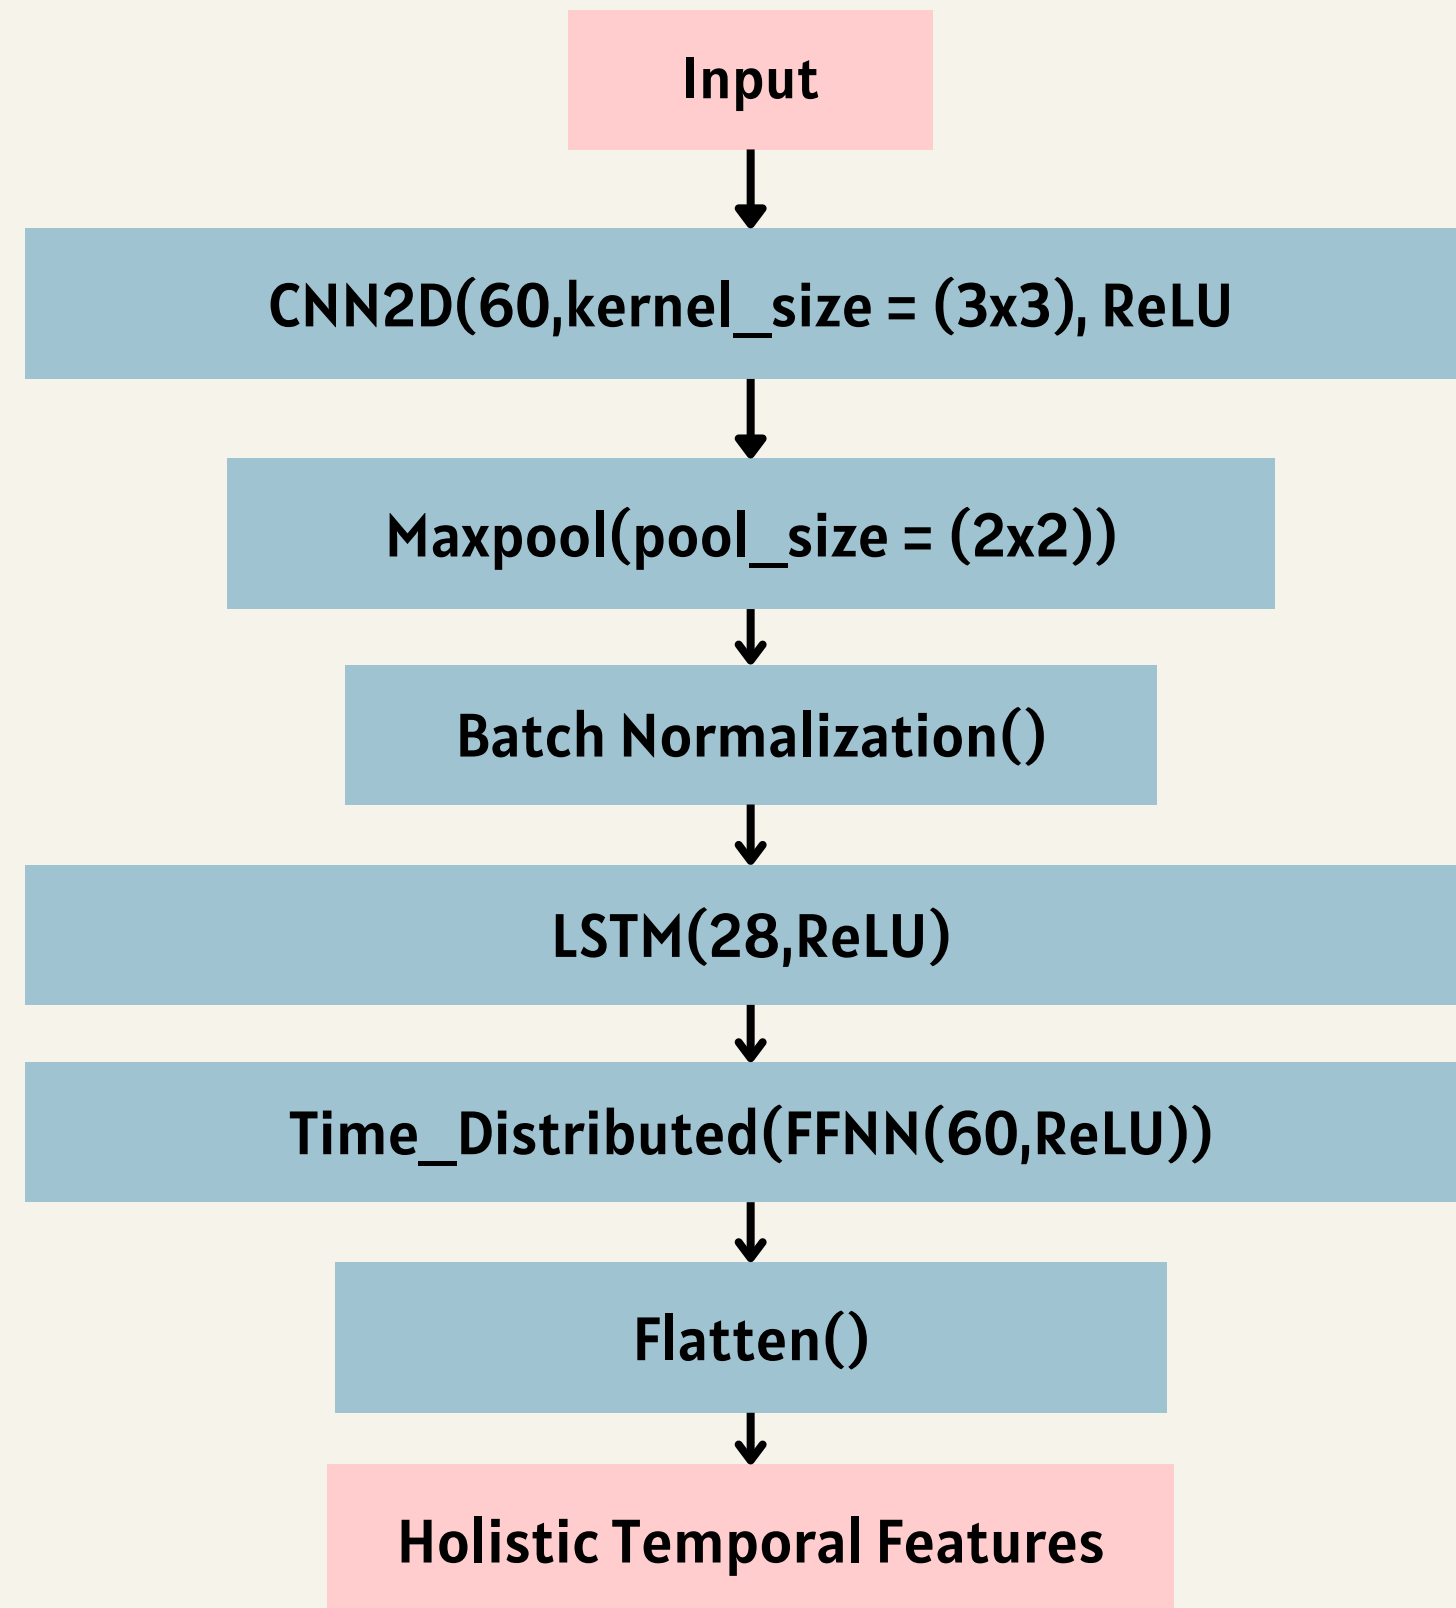 Input
CNN2D(60,kernel_size = (3x3), ReLU
Maxpool(pool_size = (2x2))
Batch Normalization()
LSTM(28,ReLU)
Time_Distributed(FFNN(60,ReLU))
Flatten()
Holistic Temporal Features